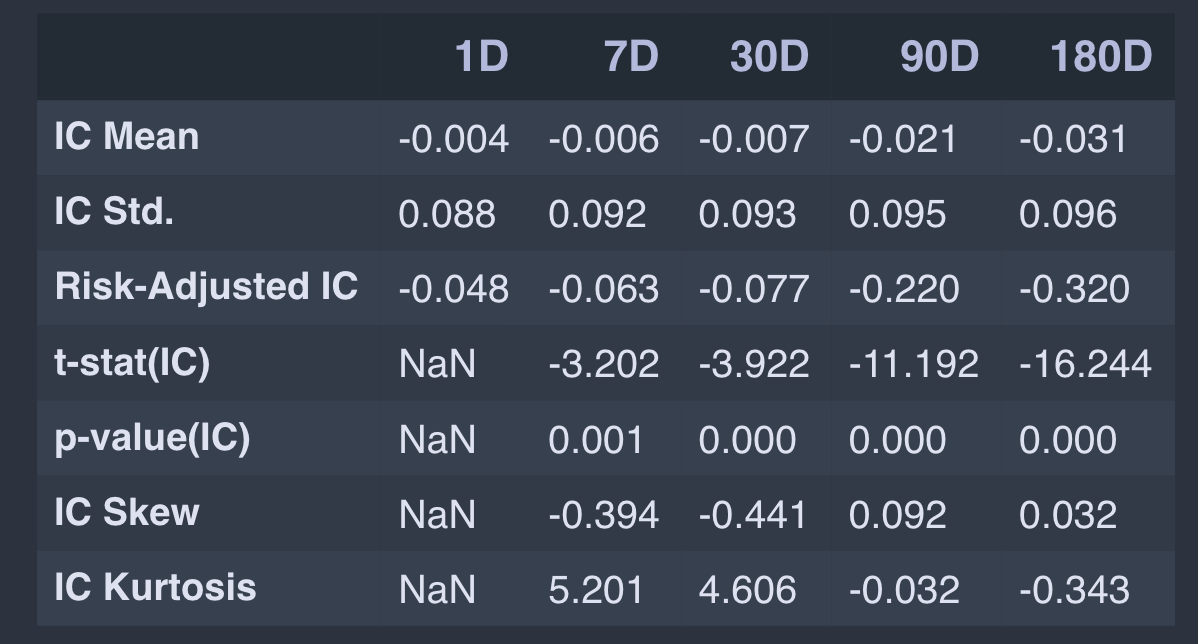 1D 7D 30D 90D 180D
IC Mean -0.004 -0.006 -0.007 -0.021 -0.031
IC Std. 0.088 0.092 0.093 0.095 0.096
Risk-Adjusted IC -0.048 -0.063 -0.077 -0.220 -0.320
t-stat(IC) NaN -3.202 -3.922 -11.192 -16.244
p-value(IC) NaN 0.001 0.000 0.000 0.000
IC Skew NaN -0.394 -0.441 0.092 0.032
IC Kurtosis NaN 5.201 4.606 -0.032 -0.343